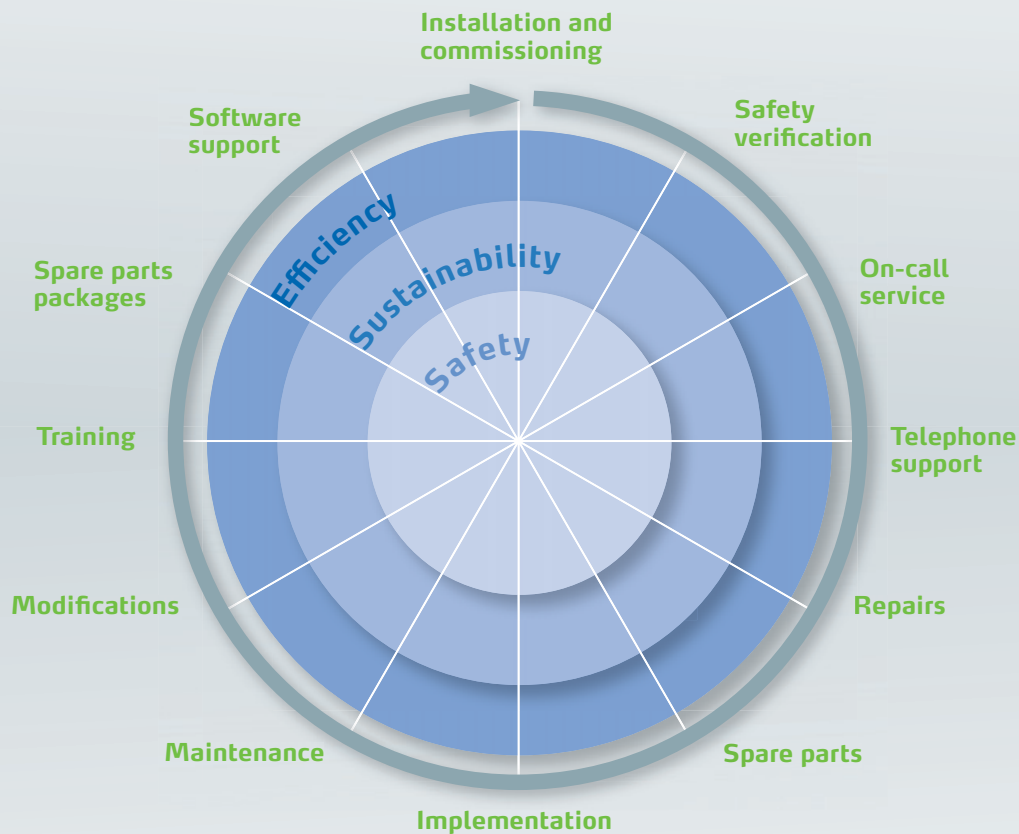 Installation and
commissioning
Safety
verification
On-call
service
Telephone
support
Repairs
Spare parts
Implementation
Maintenance
Modifications
Training
Spare parts
packages
Software
support
Efficiency
Sustainability
Safety